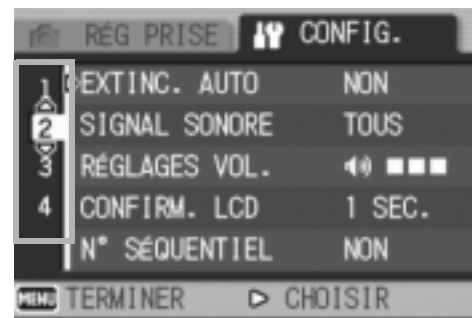 RÉG PRISE CONFIG.
1 EXTINC. AUTO NON
2 SIGNAL SONORE TOUS
3 RÉGLAGES VOL.
4 CONFIRM. LCD 1 SEC.
N° SÉQUENTIEL NON
MENU TERMINER CHOISIR